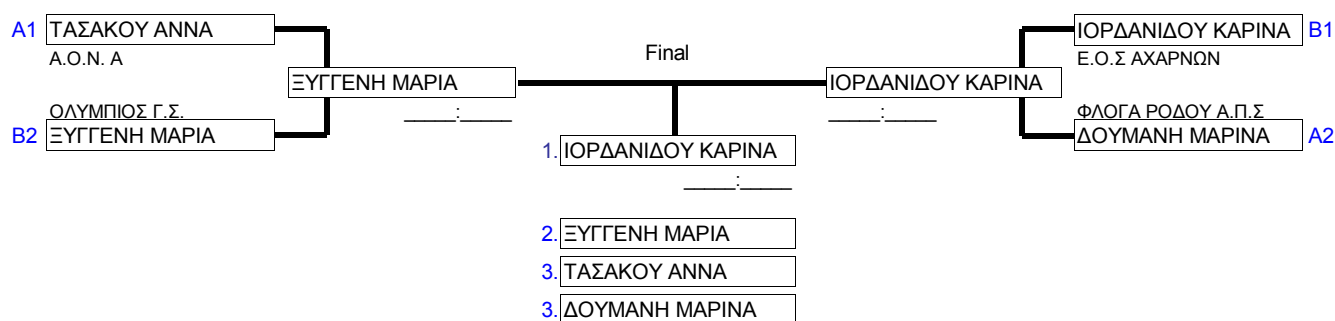 A1 ΤΑΣΑΚΟΥ ΑΝΝΑ
Α.Ο.Ν. Α
ΞΥΓΓΕΝΗ ΜΑΡΙΑ
_____:_____
ΟΛΥΜΠΙΟΣ Γ.Σ.
B2 ΞΥΓΓΕΝΗ ΜΑΡΙΑ
Final
ΙΟΡΔΑΝΙΔΟΥ ΚΑΡΙΝΑ B1
Ε.Ο.Σ ΑΧΑΡΝΩΝ
ΙΟΡΔΑΝΙΔΟΥ ΚΑΡΙΝΑ
_____:_____
ΦΛΟΓΑ ΡΟΔΟΥ Α.Π.Σ
ΔΟΥΜΑΝΗ ΜΑΡΙΝΑ A2
1. ΙΟΡΔΑΝΙΔΟΥ ΚΑΡΙΝΑ
_____:_____
2. ΞΥΓΓΕΝΗ ΜΑΡΙΑ
3. ΤΑΣΑΚΟΥ ΑΝΝΑ
3. ΔΟΥΜΑΝΗ ΜΑΡΙΝΑ